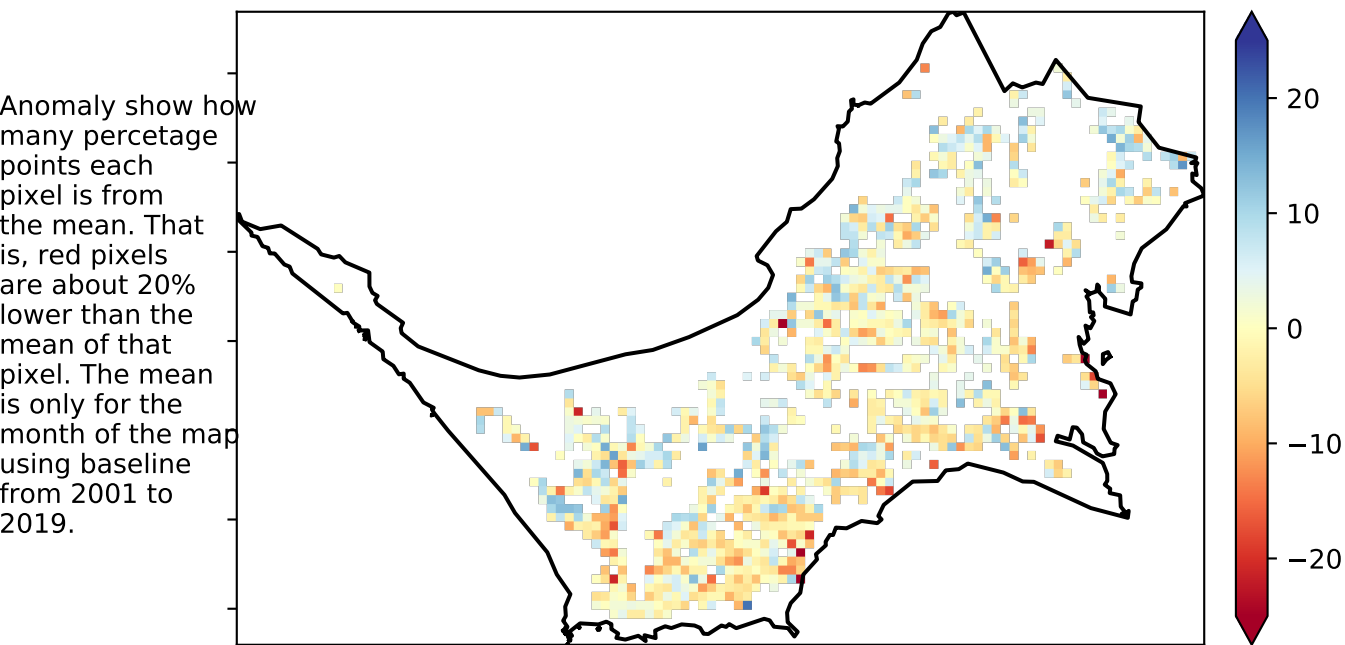 Anomaly show how
many percetage
points each
pixel is from
the mean. That
is, red pixels
are about 20%
lower than the
mean of that
pixel. The mean
is only for the
month of the map
using baseline
from 2001 to
2019.
20
10
0
−10
−20